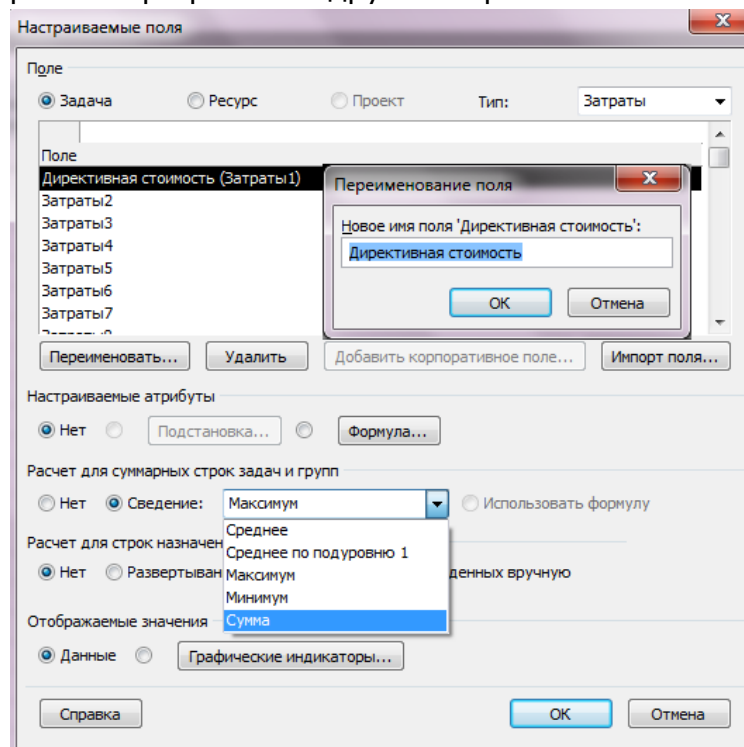 Настраиваемые поля
Поле
Задача Ресурс Проект Тип: Затраты
Поле
Директивная стоимость (Затраты1)
Затраты2
Затраты3
Затраты4
Затраты5
Затраты6
Затраты7
Переименование поля
Новое имя поля 'Директивная стоимость':
Директивная стоимость
ОК Отмена
Переименовать... Удалить Добавить корпоративное поле... Импорт поля...
Настраиваемые атрибуты
Нет Подстановка... Формула...
Расчет для суммарных строк задач и групп
Нет Сведение: Максимум Использовать формулу
Среднее
Среднее по подуровню 1
Максимум
Минимум
Сумма
Расчет для строк
Нет
вручную
Отображаемые значения
Данные Графические индикаторы...
Справка ОК Отмена